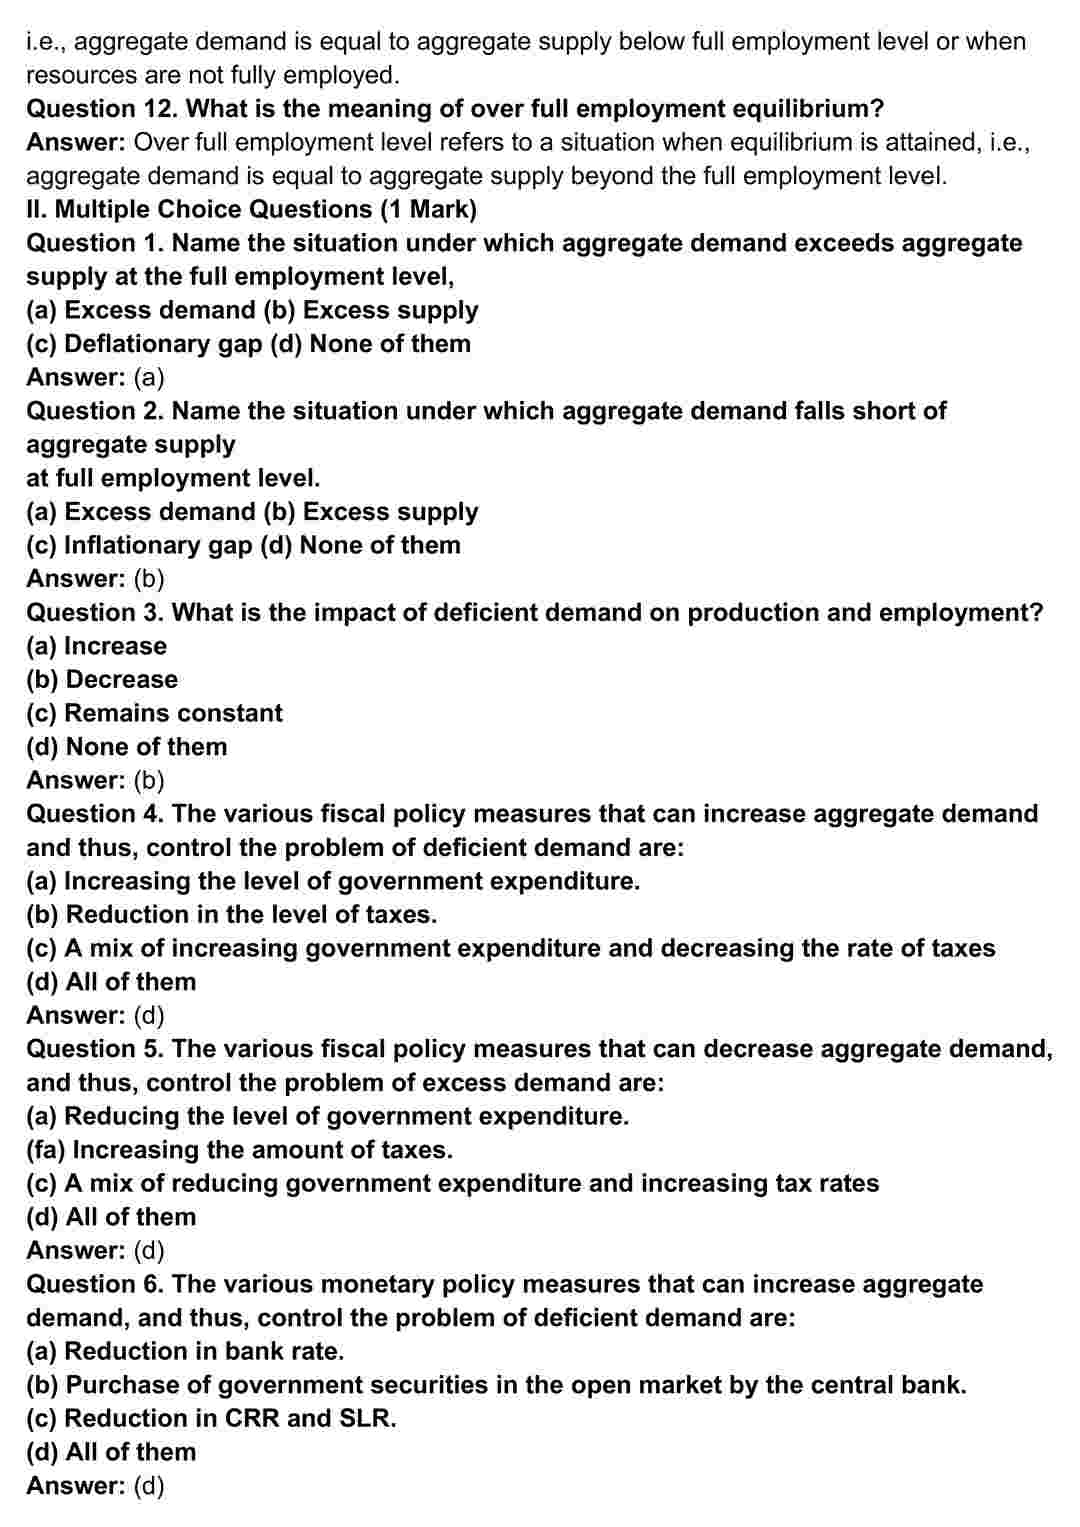 i.e., aggregate demand is equal to aggregate supply below full employment level or when
resources are not fully employed.
Question 12. What is the meaning of over full employment equilibrium?
Answer: Over full employment level refers to a situation when equilibrium is attained, i.e.,
aggregate demand is equal to aggregate supply beyond the full employment level.
II. Multiple Choice Questions (1 Mark)
Question 1. Name the situation under which aggregate demand exceeds aggregate
supply at the full employment level,
(a) Excess demand (b) Excess supply
(c) Deflationary gap (d) None of them
Answer: (a)
Question 2. Name the situation under which aggregate demand falls short of
aggregate supply
at full employment level.
(a) Excess demand (b) Excess supply
(c) Inflationary gap (d) None of them
Answer: (b)
Question 3. What is the impact of deficient demand on production and employment?
(a) Increase
(b) Decrease
(c) Remains constant
(d) None of them
Answer: (b)
Question 4. The various fiscal policy measures that can increase aggregate demand
and thus, control the problem of deficient demand are:
(a) Increasing the level of government expenditure.
(b) Reduction in the level of taxes.
(c) A mix of increasing government expenditure and decreasing the rate of taxes
(d) All of them
Answer: (d)
Question 5. The various fiscal policy measures that can decrease aggregate demand,
and thus, control the problem of excess demand are:
(a) Reducing the level of government expenditure.
(fa) Increasing the amount of taxes.
(c) A mix of reducing government expenditure and increasing tax rates
(d) All of them
Answer: (d)
Question 6. The various monetary policy measures that can increase aggregate
demand, and thus, control the problem of deficient demand are:
(a) Reduction in bank rate.
(b) Purchase of government securities in the open market by the central bank.
(c) Reduction in CRR and SLR.
(d) All of them
Answer: (d)